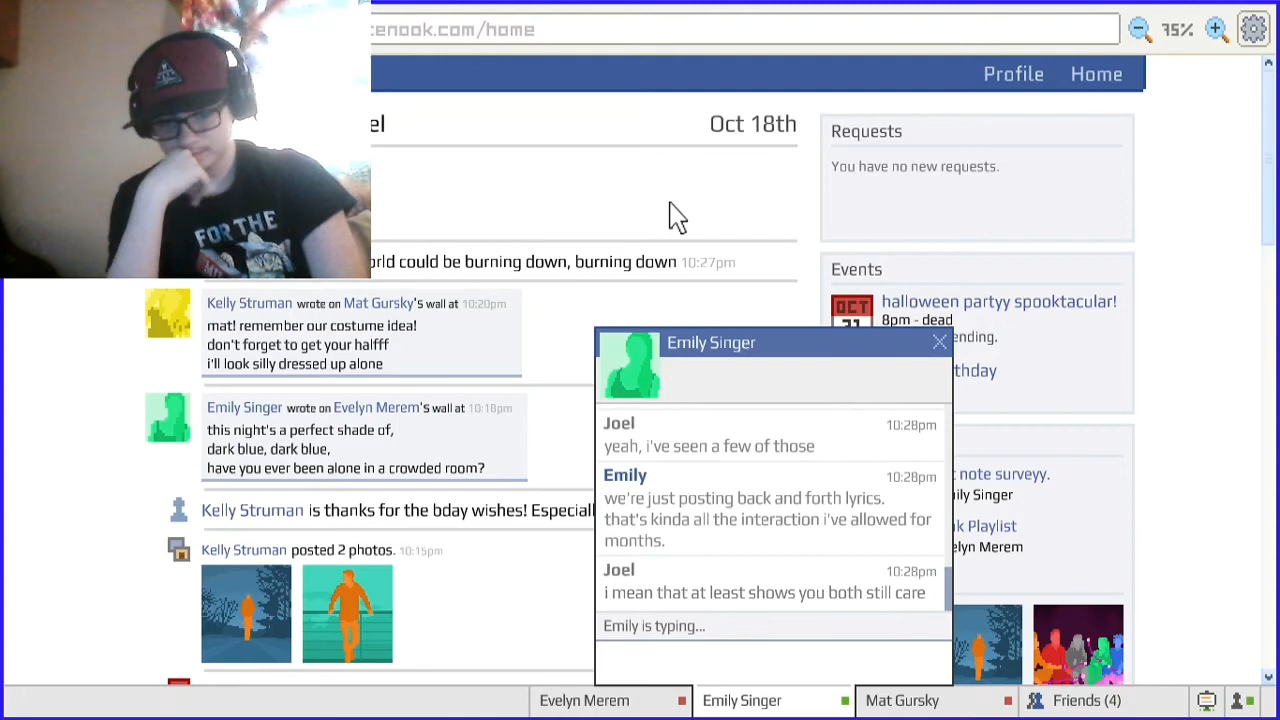 enook.com/home
75%
Profile Home
el Oct 18th
Requests
You have no new requests.
orld could be burning down, burning down 10:27pm
Events
halloween partyy spooktacular!
OCT
31
8pm - dead
ending.
thday
Kelly Struman wrote on Mat Gursky's wall at 10:20pm
mat! remember our costume idea!
don't forget to get your halfff
i'll look silly dressed up alone
Emily Singer wrote on Evelyn Merem's wall at 10:18pm
this night's a perfect shade of,
dark blue, dark blue,
have you ever been alone in a crowded room?
Kelly Struman is thanks for the bday wishes! Especiall
Kelly Struman posted 2 photos. 10:15pm
Emily Singer
Joel 10:28pm
yeah, i've seen a few of those
Emily 10:28pm
we're just posting back and forth lyrics.
that's kinda all the interaction i've allowed for
months.
Joel 10:28pm
i mean that at least shows you both still care
Emily is typing...
t note surveyy.
ily Singer
k Playlist
elyn Merem
Evelyn Merem
Emily Singer
Mat Gursky
Friends (4)
FOR THE